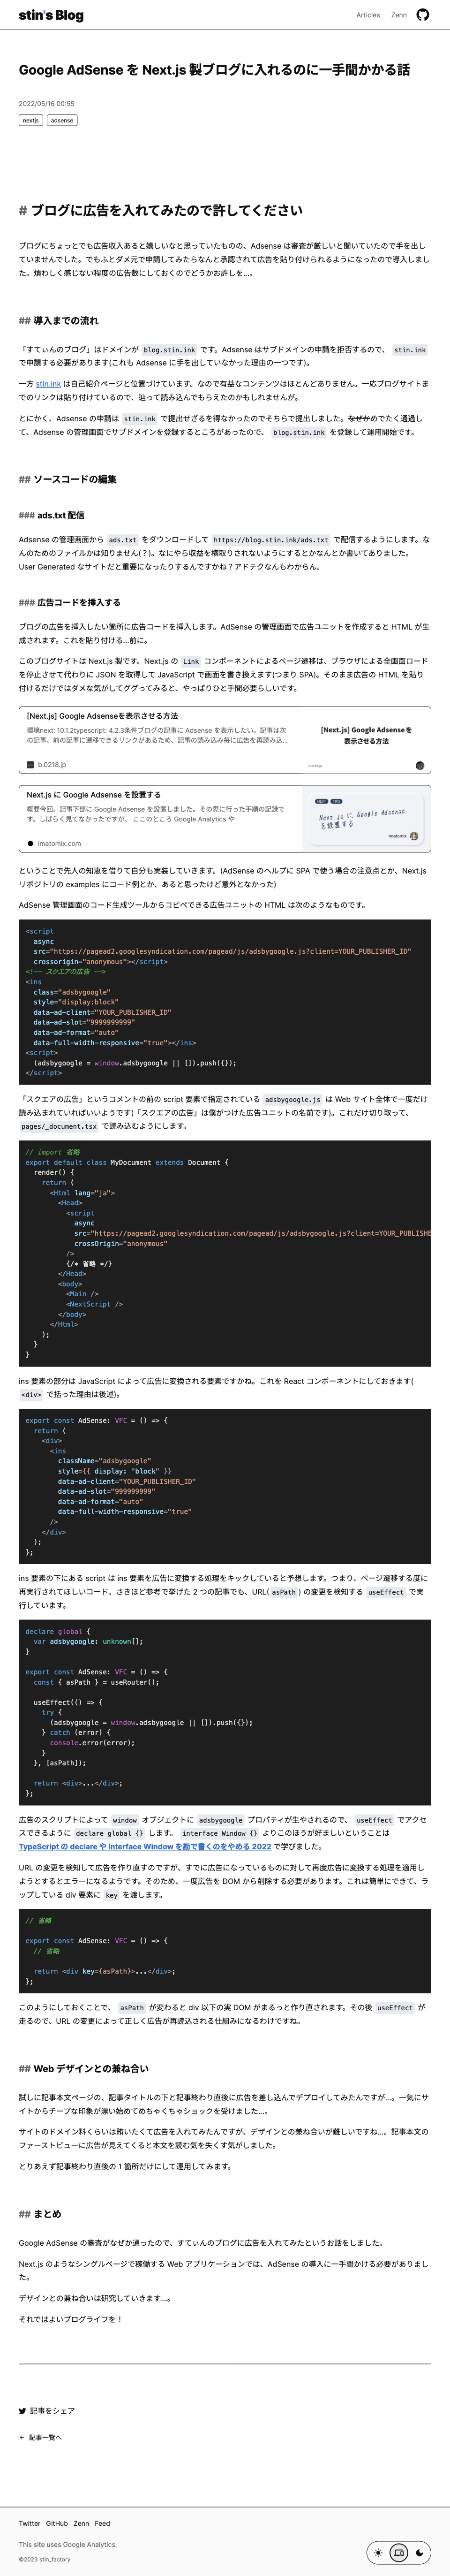 stin's Blog
Articles Zenn
Google AdSense を Next.js 製ブログに入れるのに一手間かかる話
2022/05/16 00:55
nextjs adsense
# ブログに広告を入れてみたので許してください
ブログにちょっとでも広告収入あると嬉しいなと思っていたものの、Adsense は審査が厳しいと聞いていたので手を出し
ていませんでした。でもふとダメ元で申請してみたらなんと承認されて広告を貼り付けられるようになったので導入しまし
た。煩わしく感じない程度の広告数にしておくのでどうかお許しを...。
## 導入までの流れ
「すてぃんのブログ」はドメインが blog.stin.ink です。Adsense はサブドメインの申請を拒否するので、 stin.ink
で申請する必要があります(これも Adsense に手を出していなかった理由の一つです)。
一方 stin.ink は自己紹介ページと位置づけています。なので有益なコンテンツはほとんどありません。一応ブログサイトま
でのリンクは貼り付けているので、辿って読み込んでもらえたのかもしれませんが。
とにかく、Adsense の申請は stin.ink で提出せざるを得なかったのでそちらで提出しました。なぜかめでたく通過し
て、Adsense の管理画面でサブドメインを登録するところがあったので、 blog.stin.ink を登録して運用開始です。
## ソースコードの編集
### ads.txt 配信
Adsense の管理画面から ads.txt をダウンロードして https://blog.stin.ink/ads.txt で配信するようにします。な
んのためのファイルかは知りません(？)。なにやら収益を横取りされないようにするとかなんとか書いてありました。
User Generated なサイトだと重要になったりするんですかね？アドテクなんもわからん。
### 広告コードを挿入する
ブログの広告を挿入したい箇所に広告コードを挿入します。AdSense の管理画面で広告ユニットを作成すると HTML が生
成されます。これを貼り付ける...前に。
このブログサイトは Next.js 製です。Next.js の Link コンポーネントによるページ遷移は、ブラウザによる全画面ロード
を停止させて代わりに JSON を取得して JavaScript で画面を書き換えます(つまり SPA)。そのまま広告の HTML を貼り
付けるだけではダメな気がしてググってみると、やっぱりひと手間必要らしいです。
[Next.js] Google Adsenseを表示させる方法
環境next: 10.1.2typescript: 4.2.3条件ブログの記事に Adsense を表示したい。記事は次
の記事、前の記事に遷移できるリンクがあるため、記事の読み込み毎にに広告を再読み込...
b.0218.jp
[Next.js] Google Adsense を
表示させる方法
Next.js に Google Adsense を設置する
概要今回、記事下部に Google Adsense を設置しました。その際に行った手順の記録で
す。しばらく見てなかったですが、 ここのところ Google Analytics や
imatomix.com
Next.js に Google Adsense
を設置する
imatomix
ということで先人の知恵を借りて自分も実装していきます。(AdSense のヘルプに SPA で使う場合の注意点とか、Next.js
リポジトリの examples にコード例とか、あると思ったけど意外となかった)
AdSense 管理画面のコード生成ツールからコピペできる広告ユニットの HTML は次のようなものです。
<script
async
src="https://pagead2.googlesyndication.com/pagead/js/adsbygoogle.js?client=YOUR_PUBLISHER_ID"
crossorigin="anonymous"></script>
<!-- スクエアの広告 -->
<ins
class="adsbygoogle"
style="display:block"
data-ad-client="YOUR_PUBLISHER_ID"
data-ad-slot="9999999999"
data-ad-format="auto"
data-full-width-responsive="true"></ins>
<script>
(adsbygoogle = window.adsbygoogle || []).push({});
</script>
「スクエアの広告」というコメントの前の script 要素で指定されている adsbygoogle.js は Web サイト全体で一度だけ
読み込まれていればいいようです(「スクエアの広告」は僕がつけた広告ユニットの名前です)。これだけ切り取って、
pages/_document.tsx で読み込むようにします。
// import 省略
export default class MyDocument extends Document {
render() {
return (
<Html lang="ja">
<Head>
<script
async
src="https://pagead2.googlesyndication.com/pagead/js/adsbygoogle.js?client=YOUR_PUBLISHE
crossOrigin="anonymous"
/>
{/* 省略 */}
</Head>
<body>
<Main />
<NextScript />
</body>
</Html>
);
}
}
ins 要素の部分は JavaScript によって広告に変換される要素ですかね。これを React コンポーネントにしておきます(
<div> で括った理由は後述)。
export const AdSense: VFC = () => {
return (
<div>
<ins
className="adsbygoogle"
style={{ display: "block" }}
data-ad-client="YOUR_PUBLISHER_ID"
data-ad-slot="999999999"
data-ad-format="auto"
data-full-width-responsive="true"
/>
</div>
);
};
ins 要素の下にある script は ins 要素を広告に変換する処理をキックしていると予想します。つまり、ページ遷移する度に
再実行されてほしいコード。さきほど参考で挙げた 2 つの記事でも、URL( asPath ) の変更を検知する useEffect で実
行しています。
declare global {
var adsbygoogle: unknown[];
}
export const AdSense: VFC = () => {
const { asPath } = useRouter();
useEffect(() => {
try {
(adsbygoogle = window.adsbygoogle || []).push({});
} catch (error) {
console.error(error);
}
}, [asPath]);
return <div>...</div>;
};
広告のスクリプトによって window オブジェクトに adsbygoogle プロパティが生やされるので、 useEffect でアクセ
スできるように declare global {} します。 interface Window {} よりこのほうが好ましいということは
TypeScript の declare や interface Window を勘で書くのをやめる 2022 で学びました。
URL の変更を検知して広告を作り直すのですが、すでに広告になっているものに対して再度広告に変換する処理を適用し
ようとするとエラーになるようです。そのため、一度広告を DOM から削除する必要があります。これは簡単にできて、ラ
ップしている div 要素に key を渡します。
// 省略
export const AdSense: VFC = () => {
// 省略
return <div key={asPath}>...</div>;
};
このようにしておくことで、 asPath が変わると div 以下の実 DOM がまるっと作り直されます。その後 useEffect が
走るので、URL の変更によって正しく広告が再読込される仕組みになるわけですね。
## Web デザインとの兼ね合い
試しに記事本文ページの、記事タイトルの下と記事終わり直後に広告を差し込んでデプロイしてみたんですが...。一気にサ
イトからチープな印象が漂い始めてめちゃくちゃショックを受けました...。
サイトのドメイン料くらいは賄いたくて広告を入れてみたんですが、デザインとの兼ね合いが難しいですね...。記事本文の
ファーストビューに広告が見えてくると本文を読む気を失くす気がしました。
とりあえず記事終わり直後の 1 箇所だけにして運用してみます。
## まとめ
Google AdSense の審査がなぜか通ったので、すてぃんのブログに広告を入れてみたというお話をしました。
Next.js のようなシングルページで稼働する Web アプリケーションでは、AdSense の導入に一手間かける必要がありまし
た。
デザインとの兼ね合いは研究していきます...。
それではよいブログライフを！
記事をシェア
← 記事一覧へ
Twitter GitHub Zenn Feed
This site uses Google Analytics.
©2023 stin_factory